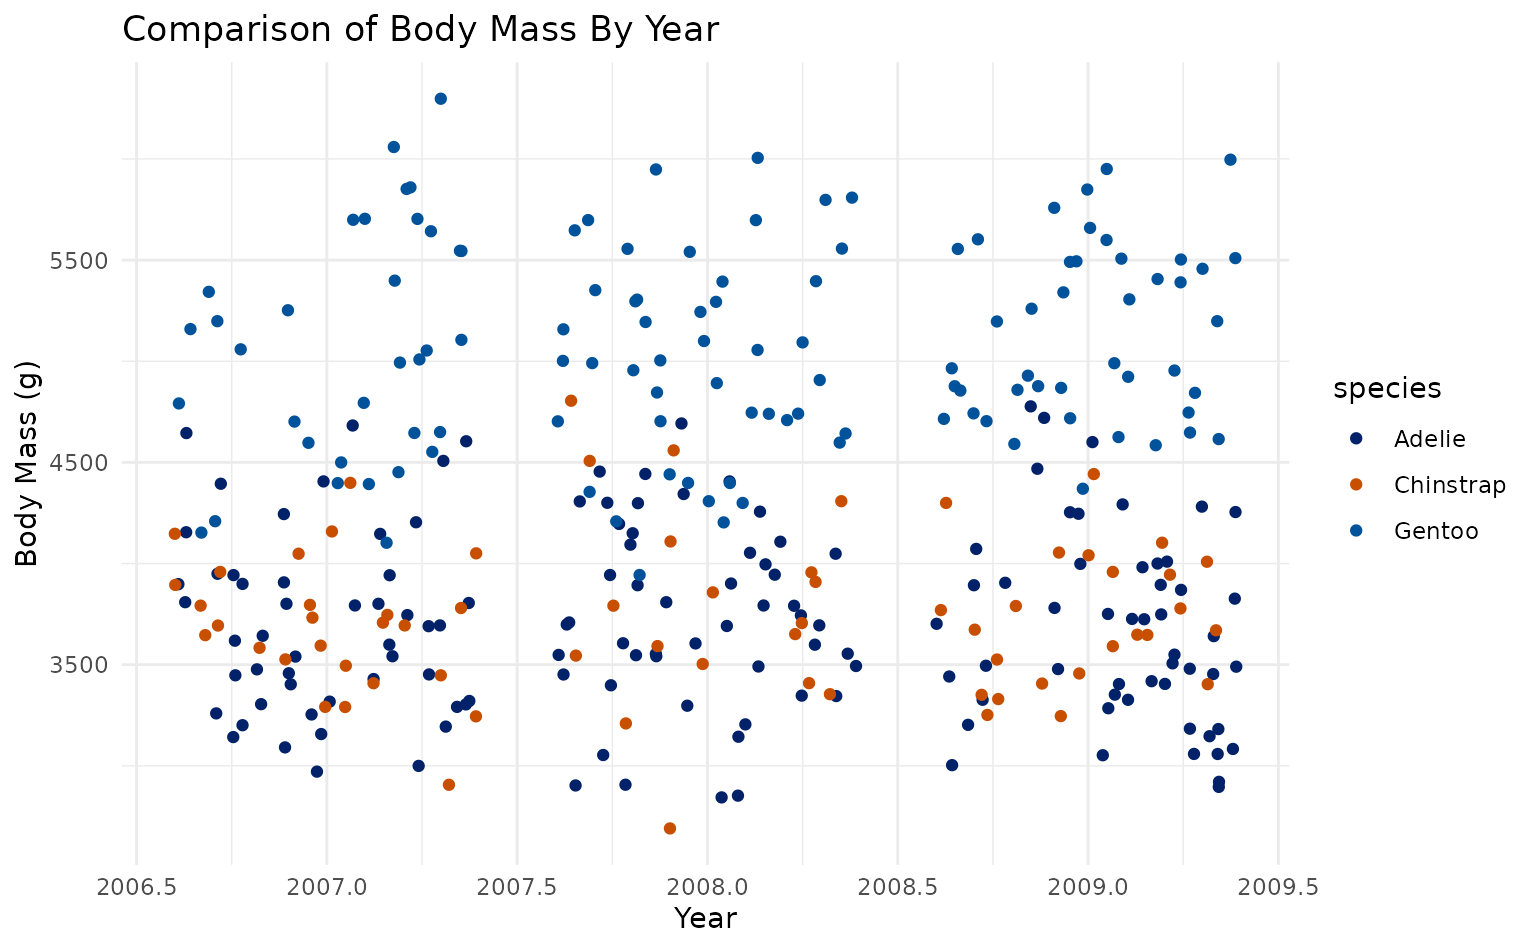 Comparison of Body Mass By Year
Body Mass (g)
5500
4500
3500
2006.5 2007.0 2007.5 2008.0 2008.5 2009.0 2009.5
Year
species
Adelie
Chinstrap
Gentoo